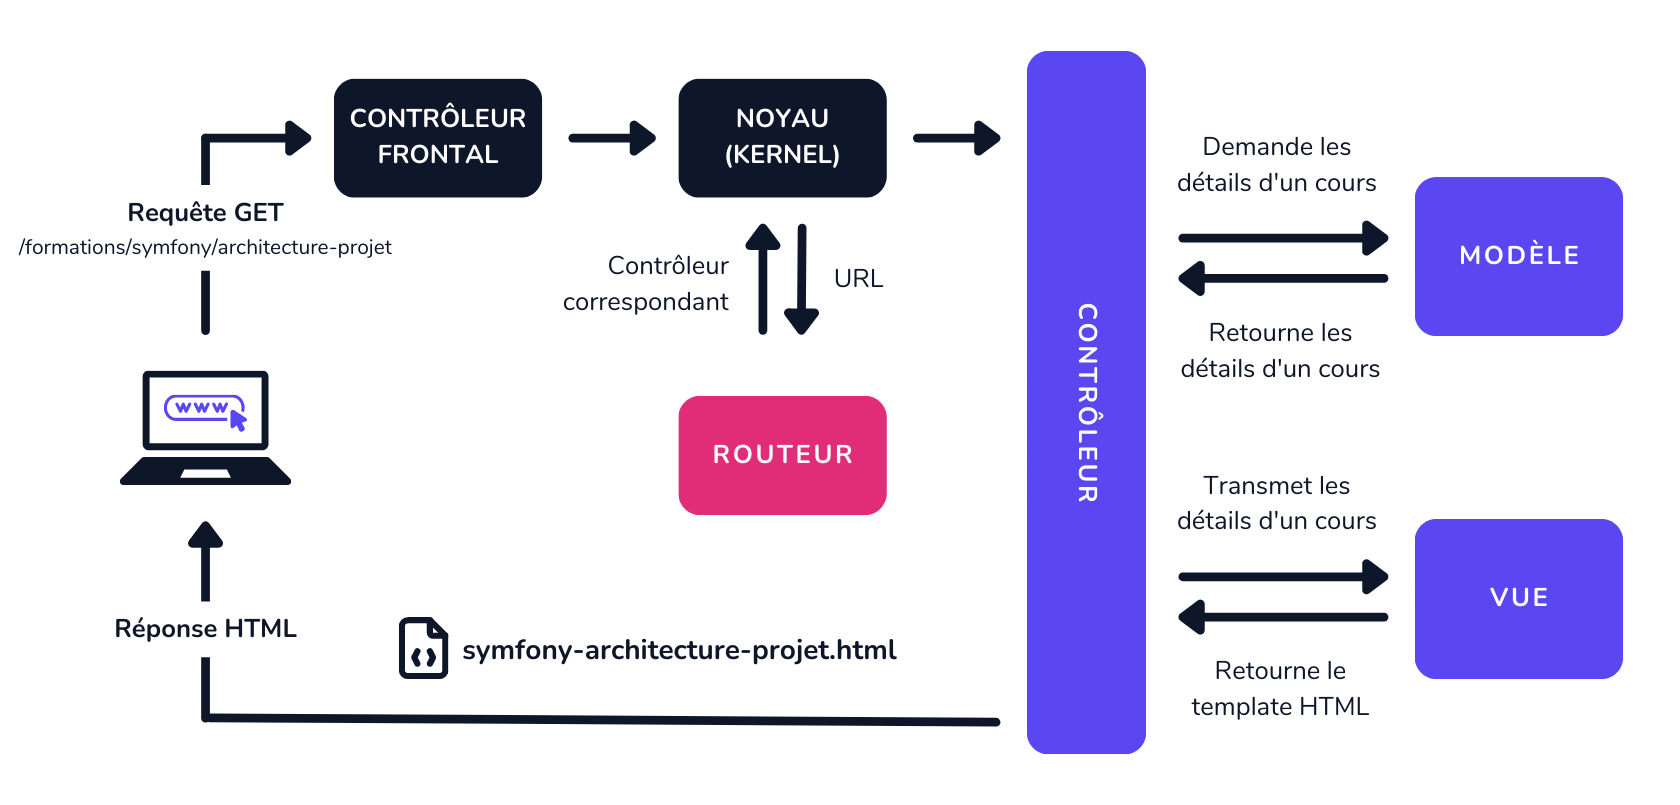 CONTRÔLEUR
FRONTAL
NOYAU
(KERNEL)
Requête GET
/formations/symfony/architecture-projet
Contrôleur
correspondant
URL
www
ROUTEUR
CONTRÔLEUR
Demande les
détails d'un cours
MODÈLE
Retourne les
détails d'un cours
Transmet les
détails d'un cours
VUE
Retourne le
template HTML
Réponse HTML
symfony-architecture-projet.html